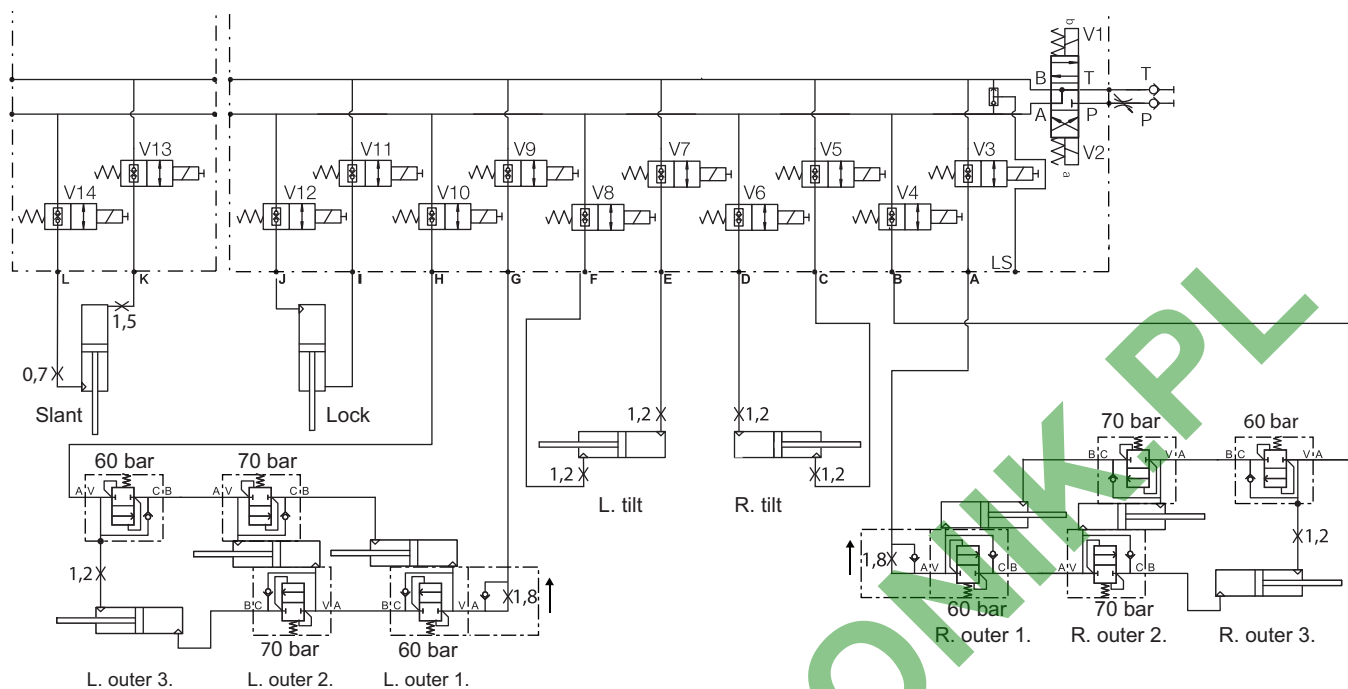 b
V1
B T
A P
T
P
V2
a
V13 V11 V9 V7 V5 V3
V14 V12 V10 V8 V6 V4
LS
L K J I H G F E D C B A
1,5
0,7
Slant
Lock
1,2 1,2
1,2 1,2
L. tilt R. tilt
60 bar 70 bar
A V C B A V C B
1,2
B C V A B C V A
1,8
70 bar 60 bar
L. outer 3. L. outer 2. L. outer 1.
70 bar 60 bar
B C V A B C V A
1,2
1,8
A V C B A V C B
60 bar 70 bar
R. outer 1. R. outer 2. R. outer 3.
ONIK.PL